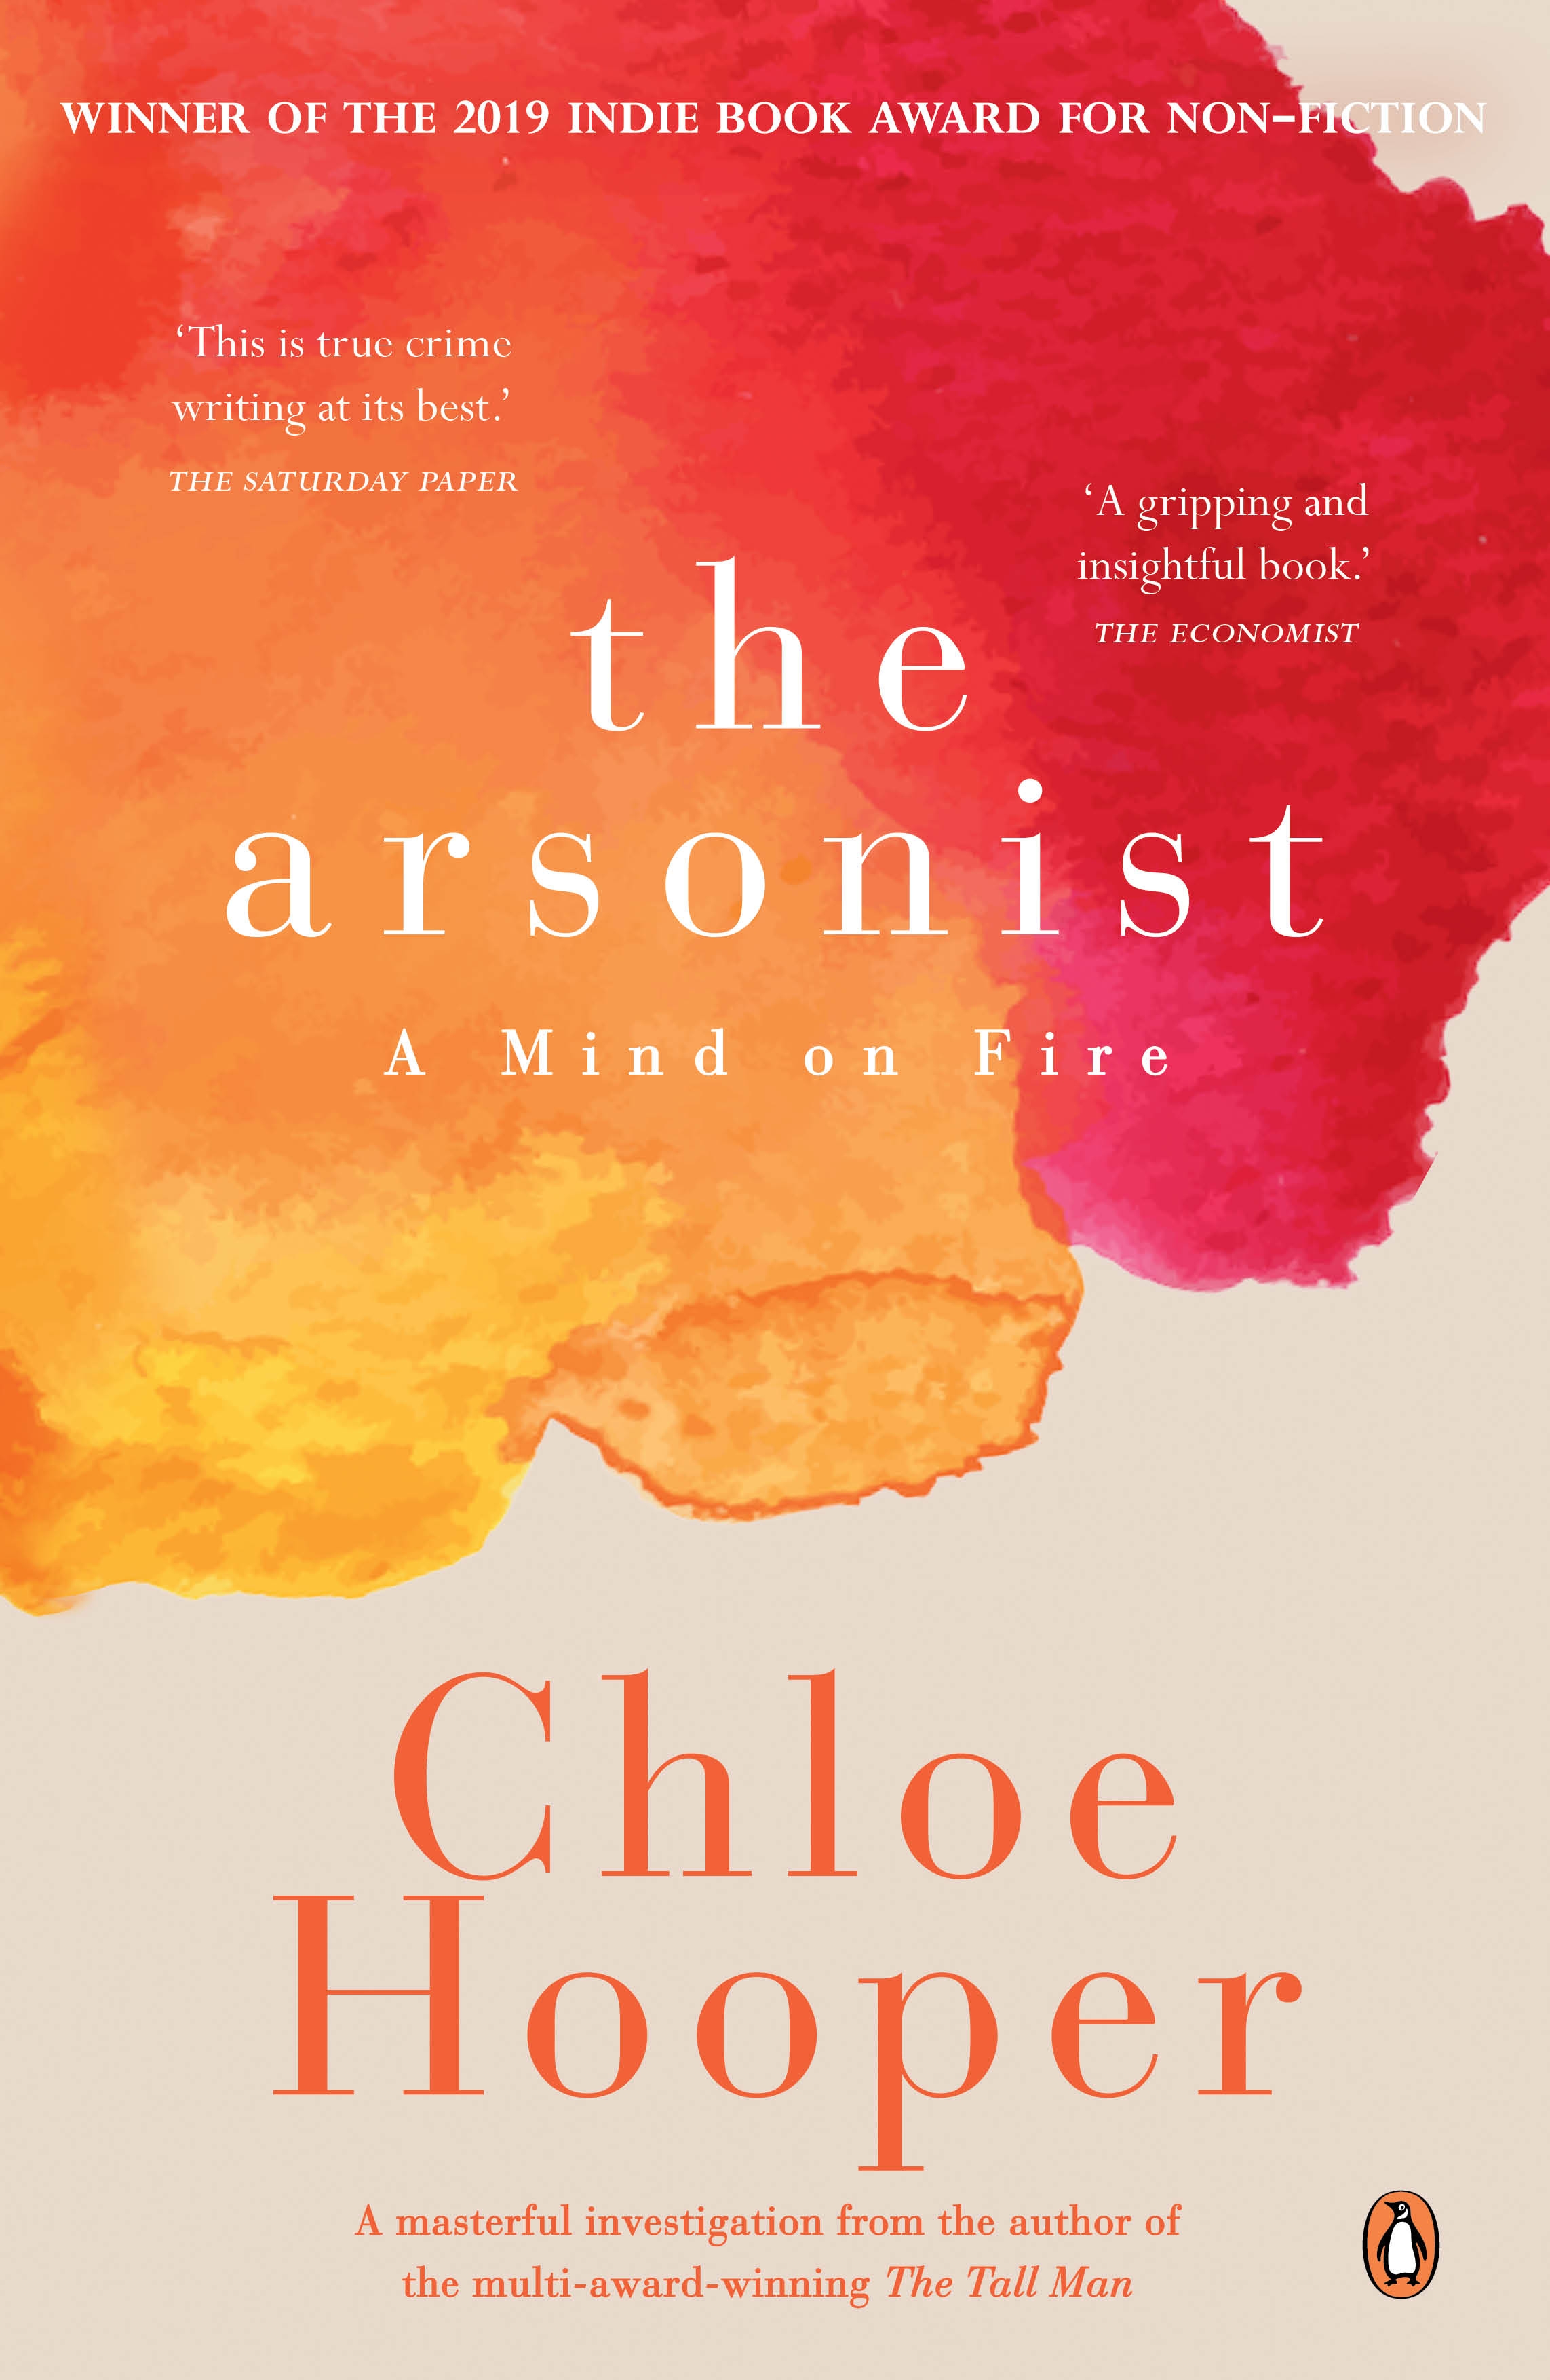 WINNER OF THE 2019 INDIE BOOK AWARD FOR NON–FICTION
‘This is true crime
writing at its best.’
THE SATURDAY PAPER
‘A gripping and
insightful book.’
THE ECONOMIST
the
arsonist
A Mind on Fire
Chloe
Hooper
A masterful investigation from the author of
the multi-award-winning The Tall Man